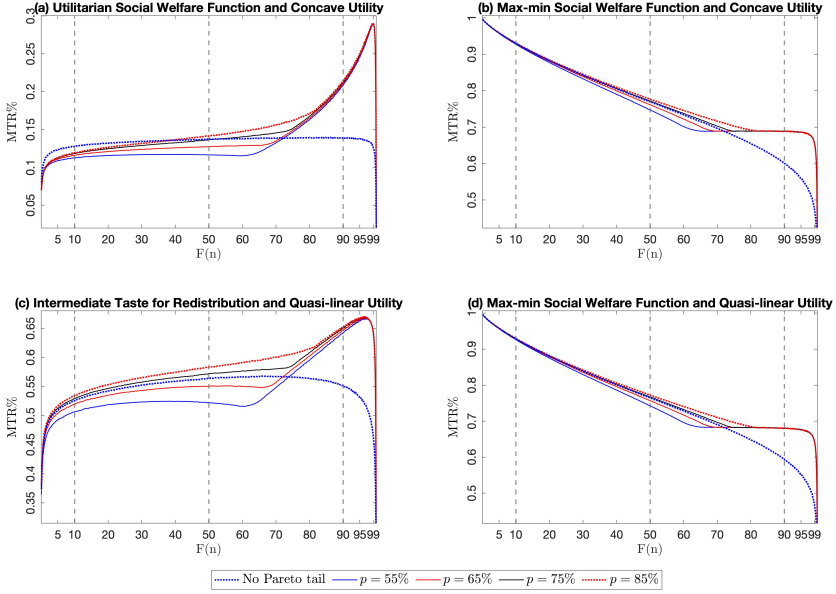 (a) Utilitarian Social Welfare Function and Concave Utility
0.3
0.25
0.2
0.15
0.1
0.05
MTR%
5 10 20 30 40 50 60 70 80 90 95 99
F(n)
(b) Max-min Social Welfare Function and Concave Utility
1
0.9
0.8
0.7
0.6
0.5
MTR%
5 10 20 30 40 50 60 70 80 90 95 99
F(n)
(c) Intermediate Taste for Redistribution and Quasi-linear Utility
0.65
0.6
0.55
0.5
0.45
0.4
0.35
MTR%
5 10 20 30 40 50 60 70 80 90 95 99
F(n)
(d) Max-min Social Welfare Function and Quasi-linear Utility
1
0.9
0.8
0.7
0.6
0.5
MTR%
5 10 20 30 40 50 60 70 80 90 95 99
F(n)
No Pareto tail p = 55% p = 65% p = 75% p = 85%